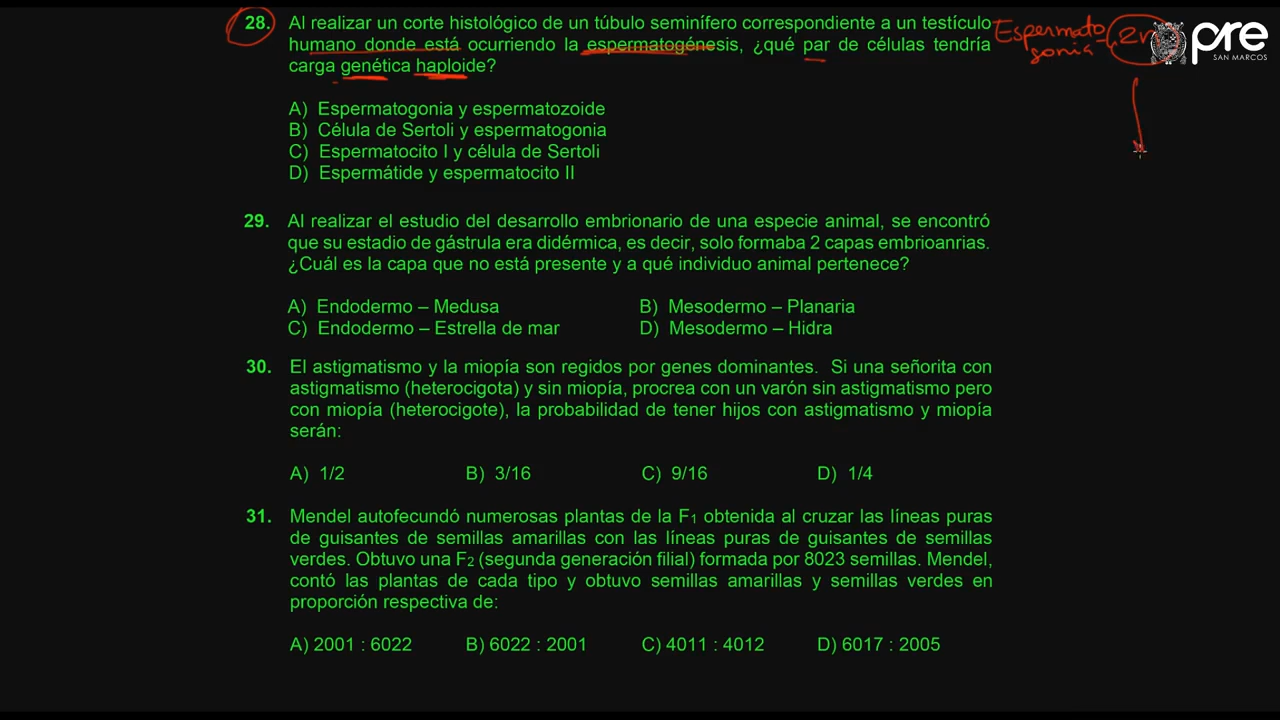 28. Al realizar un corte histológico de un túbulo seminífero correspondiente a un testículo
humano donde está ocurriendo la espermatogénesis, ¿qué par de células tendría
carga genética haploide?
Espermato
gonia
2n
pre
SAN MARCOS
A) Espermatogonia y espermatozoide
B) Célula de Sertoli y espermatogonia
C) Espermatocito I y célula de Sertoli
D) Espermátide y espermatocito II
29. Al realizar el estudio del desarrollo embrionario de una especie animal, se encontró
que su estadio de gástrula era didérmica, es decir, solo formaba 2 capas embrioanrias.
¿Cuál es la capa que no está presente y a qué individuo animal pertenece?
A) Endodermo – Medusa B) Mesodermo – Planaria
C) Endodermo – Estrella de mar D) Mesodermo – Hidra
30. El astigmatismo y la miopía son regidos por genes dominantes. Si una señorita con
astigmatismo (heterocigota) y sin miopía, procrea con un varón sin astigmatismo pero
con miopía (heterocigote), la probabilidad de tener hijos con astigmatismo y miopía
serán:
A) 1/2 B) 3/16 C) 9/16 D) 1/4
31. Mendel autofecundó numerosas plantas de la F1 obtenida al cruzar las líneas puras
de guisantes de semillas amarillas con las líneas puras de guisantes de semillas
verdes. Obtuvo una F2 (segunda generación filial) formada por 8023 semillas. Mendel,
contó las plantas de cada tipo y obtuvo semillas amarillas y semillas verdes en
proporción respectiva de:
A) 2001 : 6022 B) 6022 : 2001 C) 4011 : 4012 D) 6017 : 2005